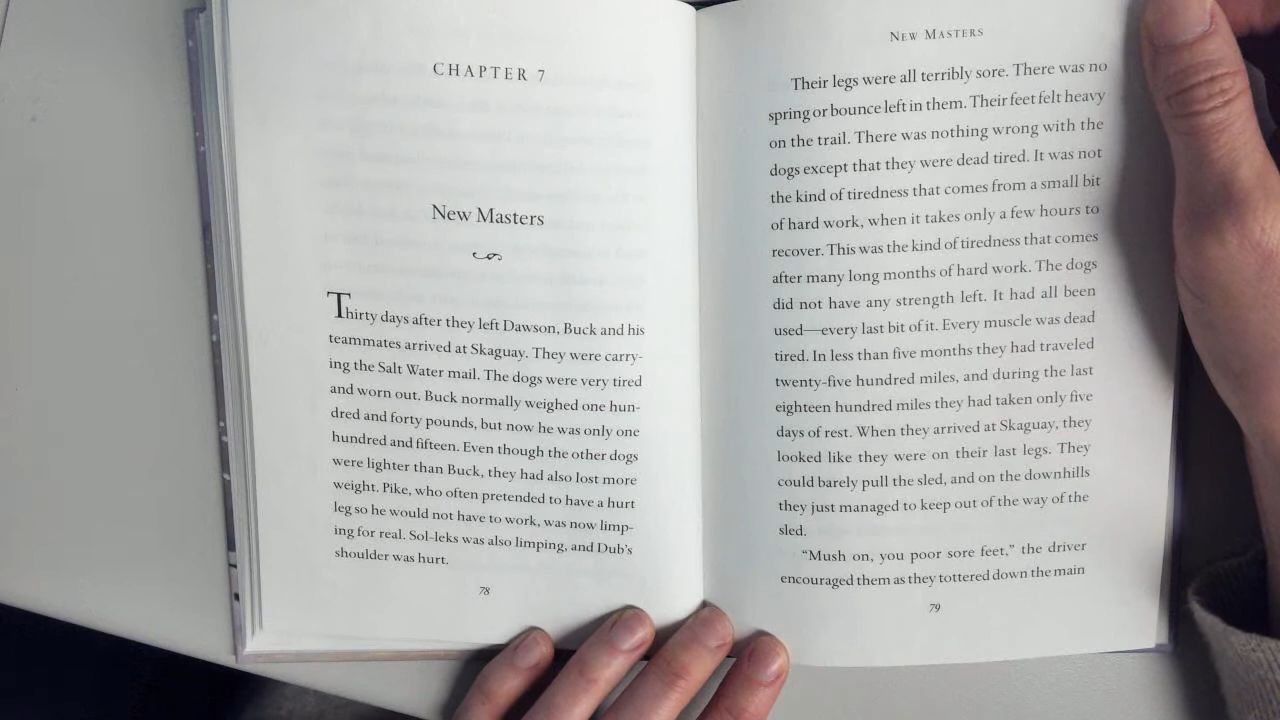 CHAPTER 7
New Masters
Thirty days after they left Dawson, Buck and his
teammates arrived at Skaguay. They were carry-
ing the Salt Water mail. The dogs were very tired
and worn out. Buck normally weighed one hun-
dred and forty pounds, but now he was only one
hundred and fifteen. Even though the other dogs
were lighter than Buck, they had also lost more
weight. Pike, who often pretended to have a hurt
leg so he would not have to work, was now limp-
ing for real. Sol-leks was also limping, and Dub's
shoulder was hurt.
78
NEW MASTERS
Their legs were all terribly sore. There was no
spring or bounce left in them. Their feet felt heavy
on the trail. There was nothing wrong with the
dogs except that they were dead tired. It was not
the kind of tiredness that comes from a small bit
of hard work, when it takes only a few hours to
recover. This was the kind of tiredness that comes
after many long months of hard work. The dogs
did not have any strength left. It had all been
used—every last bit of it. Every muscle was dead
tired. In less than five months they had traveled
twenty-five hundred miles, and during the last
eighteen hundred miles they had taken only five
days of rest. When they arrived at Skaguay, they
looked like they were on their last legs. They
could barely pull the sled, and on the downhills
they just managed to keep out of the way of the
sled.
"Mush on, you poor sore feet," the driver
encouraged them as they tottered down the main
79